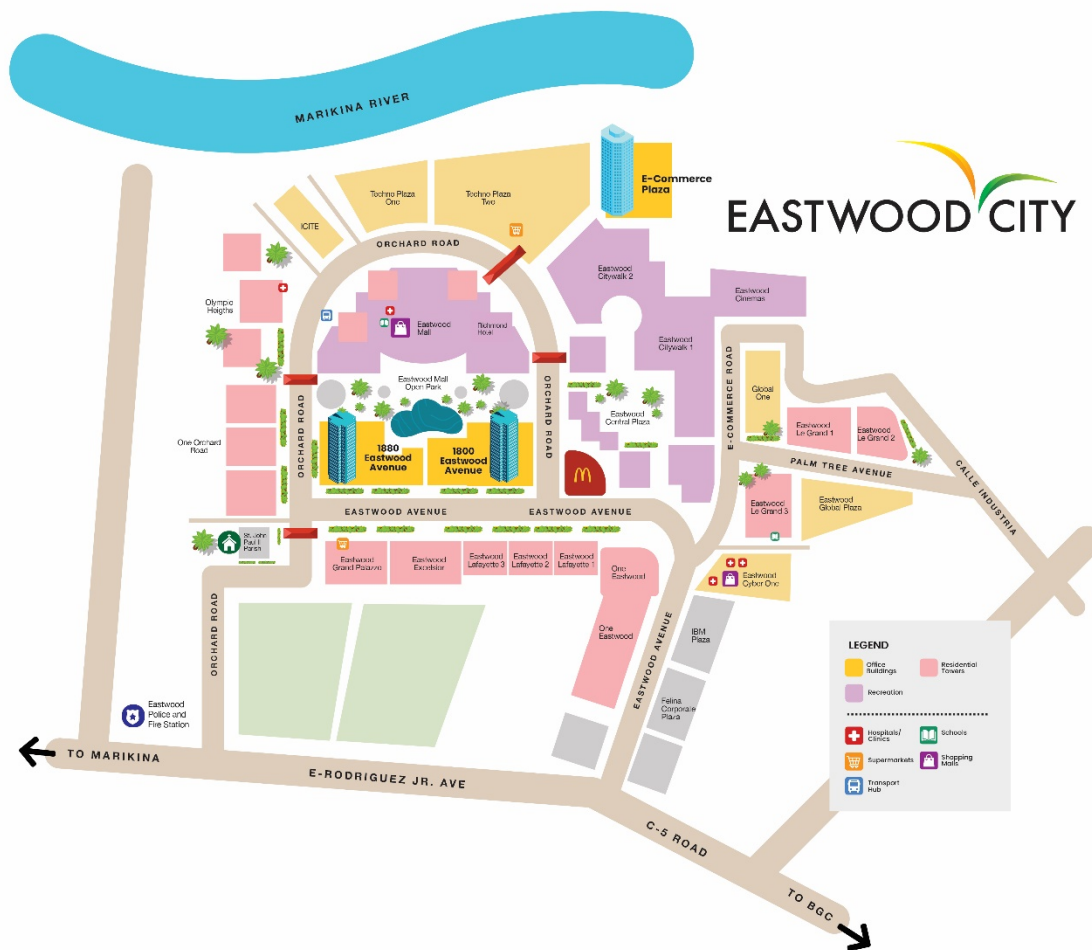 MARIKINA RIVER
E-Commerce
Plaza
EASTWOOD CITY
Techno Plaza
One
Techno Plaza
Two
ICITE
ORCHARD ROAD
Eastwood
Citywalk 2
Eastwood
Cinemas
Olympic
Heigths
Eastwood
Mall
Richmond
Hotel
Eastwood
Citywalk 1
Eastwood Mall
Open Park
E-COMMERCE ROAD
Global
One
ORCHARD ROAD
ORCHARD ROAD
Eastwood
Central Plaza
Eastwood
Le Grand 1
Eastwood
Le Grand 2
One Orchard
Road
1880
Eastwood
Avenue
1800
Eastwood
Avenue
PALM TREE AVENUE
CALLE INDUSTRIA
EASTWOOD AVENUE
EASTWOOD AVENUE
Eastwood
Le Grand 3
Eastwood
Global Plaza
St. John
Paul II
Parish
Eastwood
Grand Palazzo
Eastwood
Excelsior
Eastwood
Lafayette 3
Eastwood
Lafayette 2
Eastwood
Lafayette 1
One
Eastwood
Eastwood
Cyber One
ORCHARD ROAD
One
Eastwood
EASTWOOD AVENUE
IBM
Plaza
Felina
Corporate
Plaza
Eastwood
Police and
Fire Station
LEGEND
Office
Buildings
Residential
Towers
Recreation
Hospitals/
Clinics
Schools
Supermarkets
Shopping
Malls
Transport
Hub
TO MARIKINA
E-RODRIGUEZ JR. AVE
C-5 ROAD
TO BGC